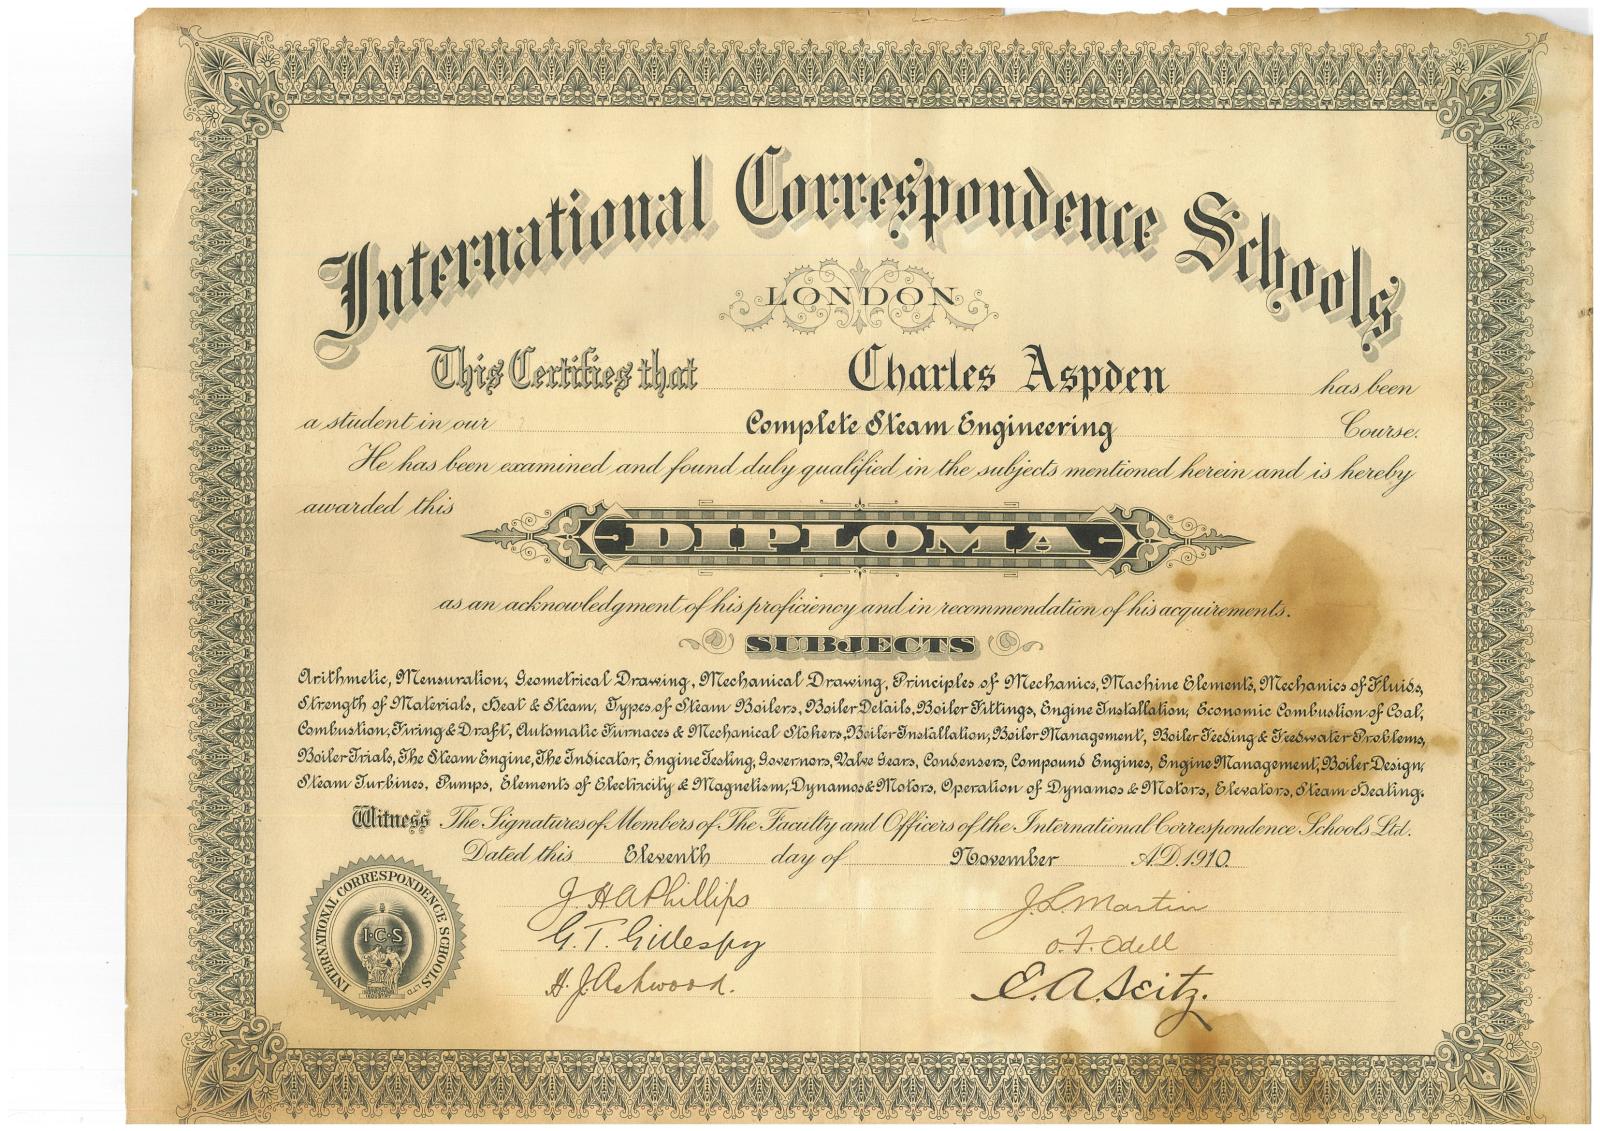 International Correspondence Schools
LONDON
This Certifies that Charles Aspden has been
a student in our Complete Steam Engineering Course.
He has been examined and found duly qualified in the subjects mentioned herein and is hereby
awarded this
DIPLOMA
as an acknowledgment of his proficiency and in recommendation of his acquirements.
SUBJECTS
Arithmetic, Mensuration, Geometrical Drawing, Mechanical Drawing, Principles of Mechanics, Machine Elements, Mechanics of Fluids,
Strength of Materials, Heat & Steam, Types of Steam Boilers, Boiler Details, Boiler Fittings, Engine Installation, Economic Combustion of Coal,
Combustion, Firing & Draft, Automatic Furnaces & Mechanical Stokers, Boiler Installation, Boiler Management, Boiler Feeding & Feedwater Problems,
Boiler Trials, The Steam Engine, The Indicator, Engine Testing, Governors, Valve Gears, Condensers, Compound Engines, Engine Management, Boiler Design,
Steam Turbines, Pumps, Elements of Electricity & Magnetism, Dynamos & Motors, Operation of Dynamos & Motors, Elevators, Steam Heating.
Witness The Signatures of Members of The Faculty and Officers of the International Correspondence Schools Ltd.
Dated this Eleventh day of November A.D. 1910.
INTERNATIONAL CORRESPONDENCE SCHOOLS LTD
I·C·S
J. H A Phillips
J. L. Martin
G. T. Gillespy
O. F. Odell
H. J. Ashwood.
E. A. Seitz.